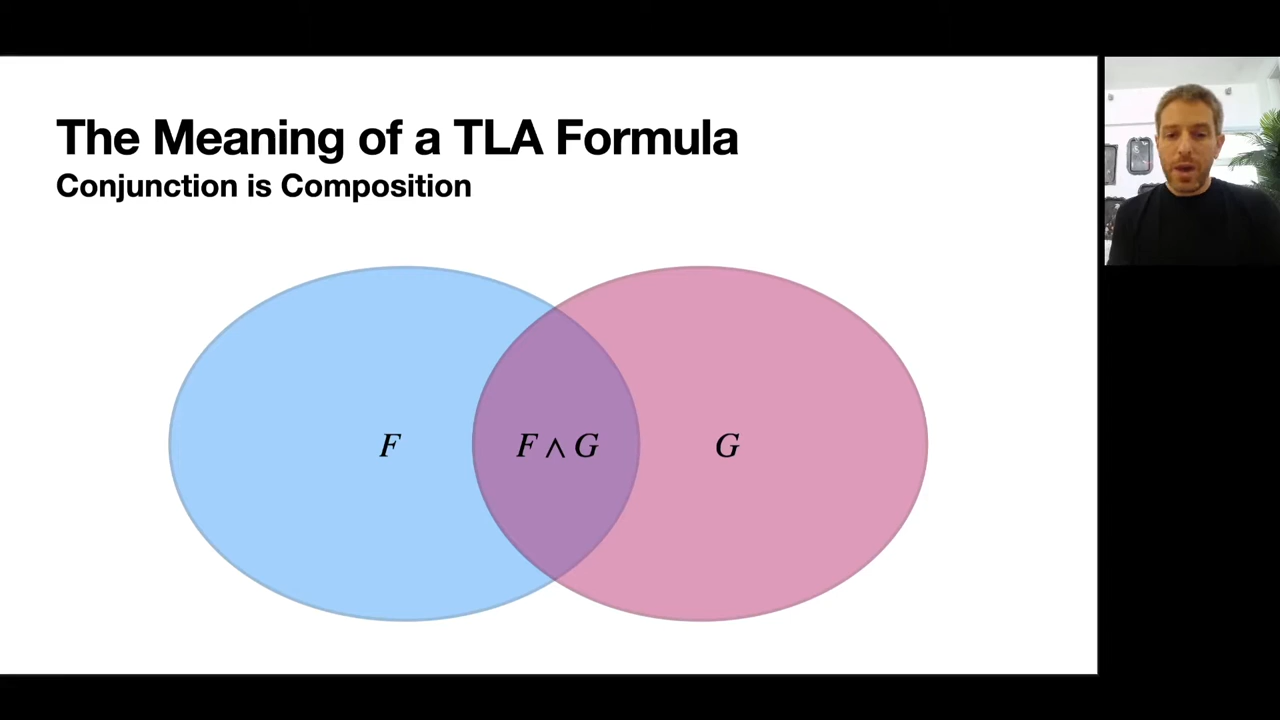 The Meaning of a TLA Formula
Conjunction is Composition
F
F ∧ G
G